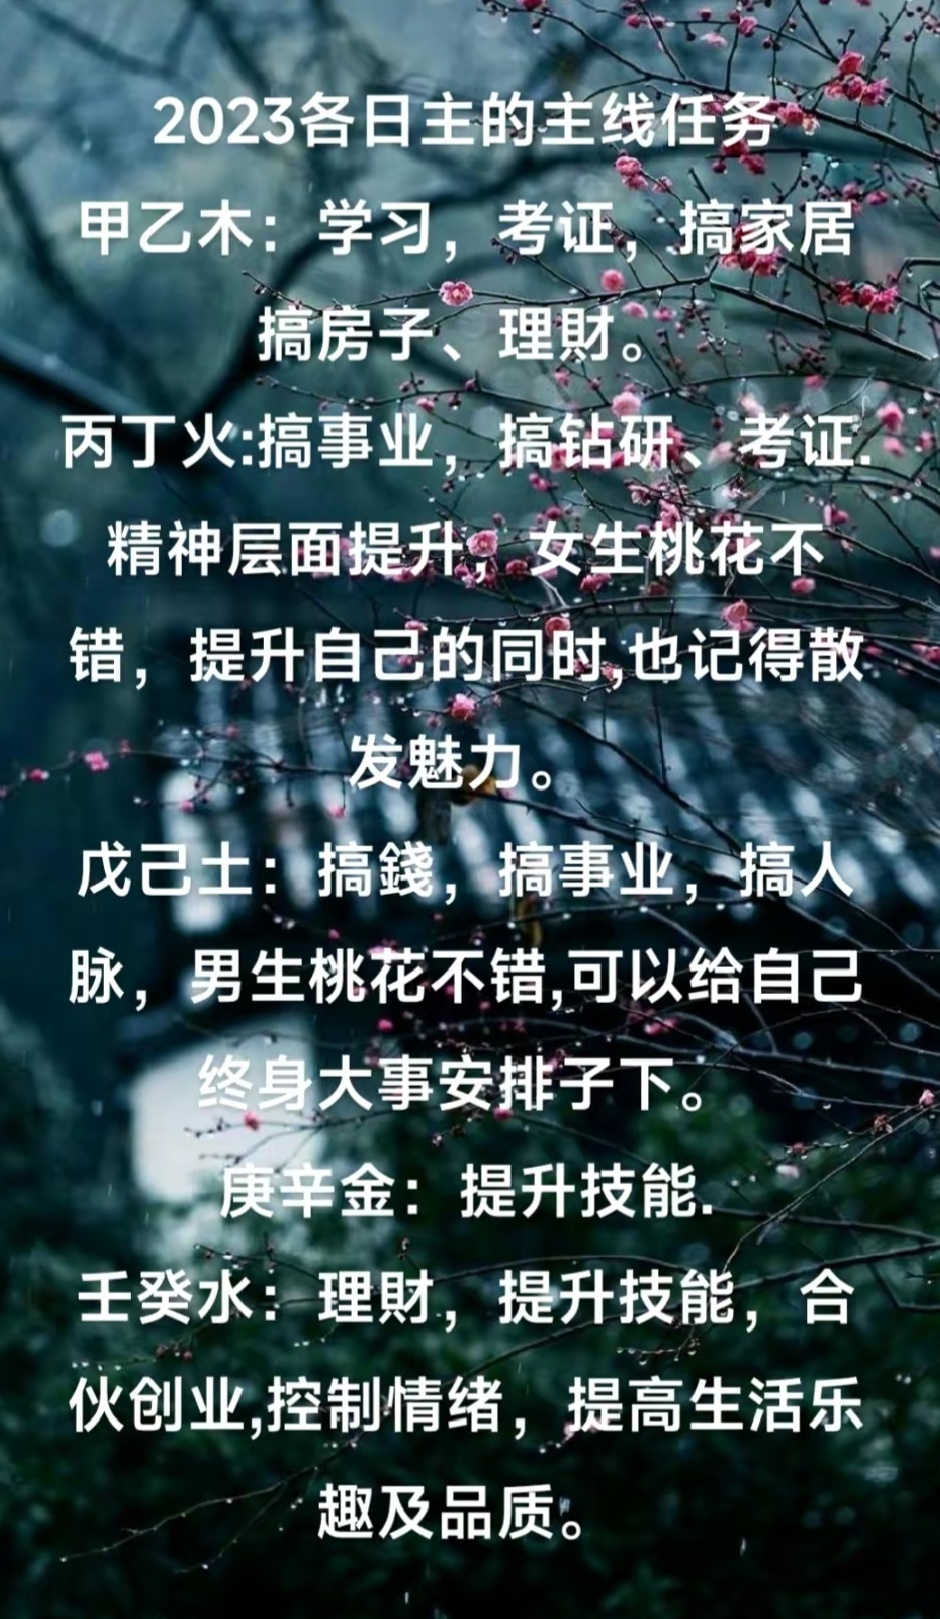 2023各日主的主线任务
甲乙木：学习，考证，搞家居
搞房子、理財。
丙丁火:搞事业，搞钻研、考证.
精神层面提升，女生桃花不
错，提升自己的同时,也记得散
发魅力。
戊己土：搞錢，搞事业，搞人
脉，男生桃花不错,可以给自己
终身大事安排子下。
庚辛金：提升技能.
壬癸水：理財，提升技能，合
伙创业,控制情绪，提高生活乐
趣及品质。